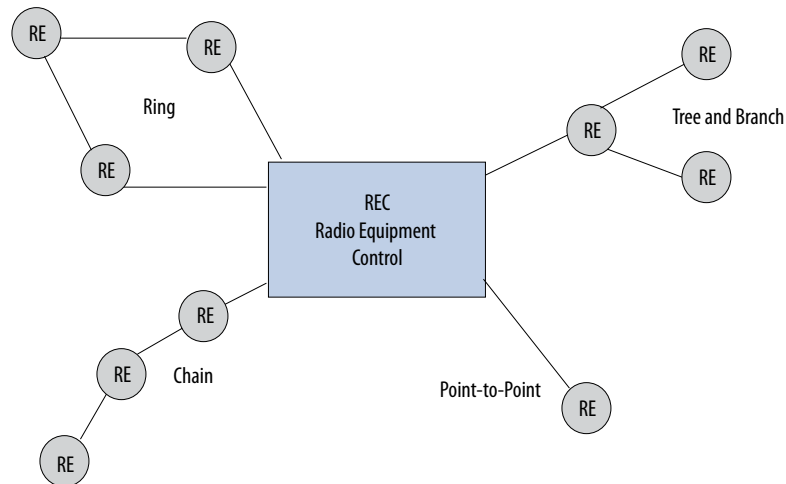 RE
RE
RE
Ring
RE
RE
Tree and Branch
RE
RE
REC
Radio Equipment
Control
RE
RE
Chain
Point-to-Point
RE
RE